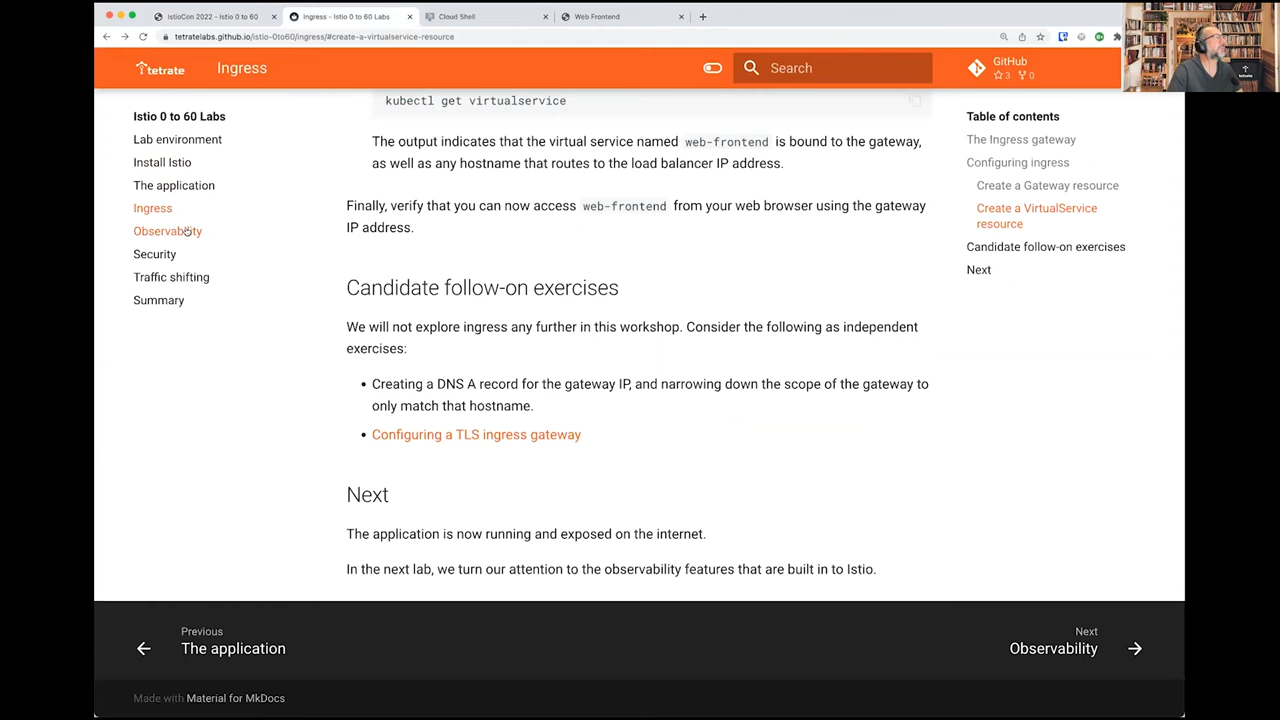 IstioCon 2022 - Istio 0 to 60
Ingress - Istio 0 to 60 Labs
Cloud Shell
Web Frontend
tetratelabs.github.io/istio-0to60/ingress/#create-a-virtualservice-resource
tetrate
Ingress
Search
GitHub
3 0
Istio 0 to 60 Labs
Lab environment
Install Istio
The application
Ingress
Observability
Security
Traffic shifting
Summary
kubectl get virtualservice
The output indicates that the virtual service named web-frontend is bound to the gateway,
as well as any hostname that routes to the load balancer IP address.
Finally, verify that you can now access web-frontend from your web browser using the gateway
IP address.
Candidate follow-on exercises
We will not explore ingress any further in this workshop. Consider the following as independent
exercises:
• Creating a DNS A record for the gateway IP, and narrowing down the scope of the gateway to
only match that hostname.
• Configuring a TLS ingress gateway
Next
The application is now running and exposed on the internet.
In the next lab, we turn our attention to the observability features that are built in to Istio.
Table of contents
The Ingress gateway
Configuring ingress
Create a Gateway resource
Create a VirtualService
resource
Candidate follow-on exercises
Next
Previous
The application
Next
Observability
Made with Material for MkDocs
tetrate